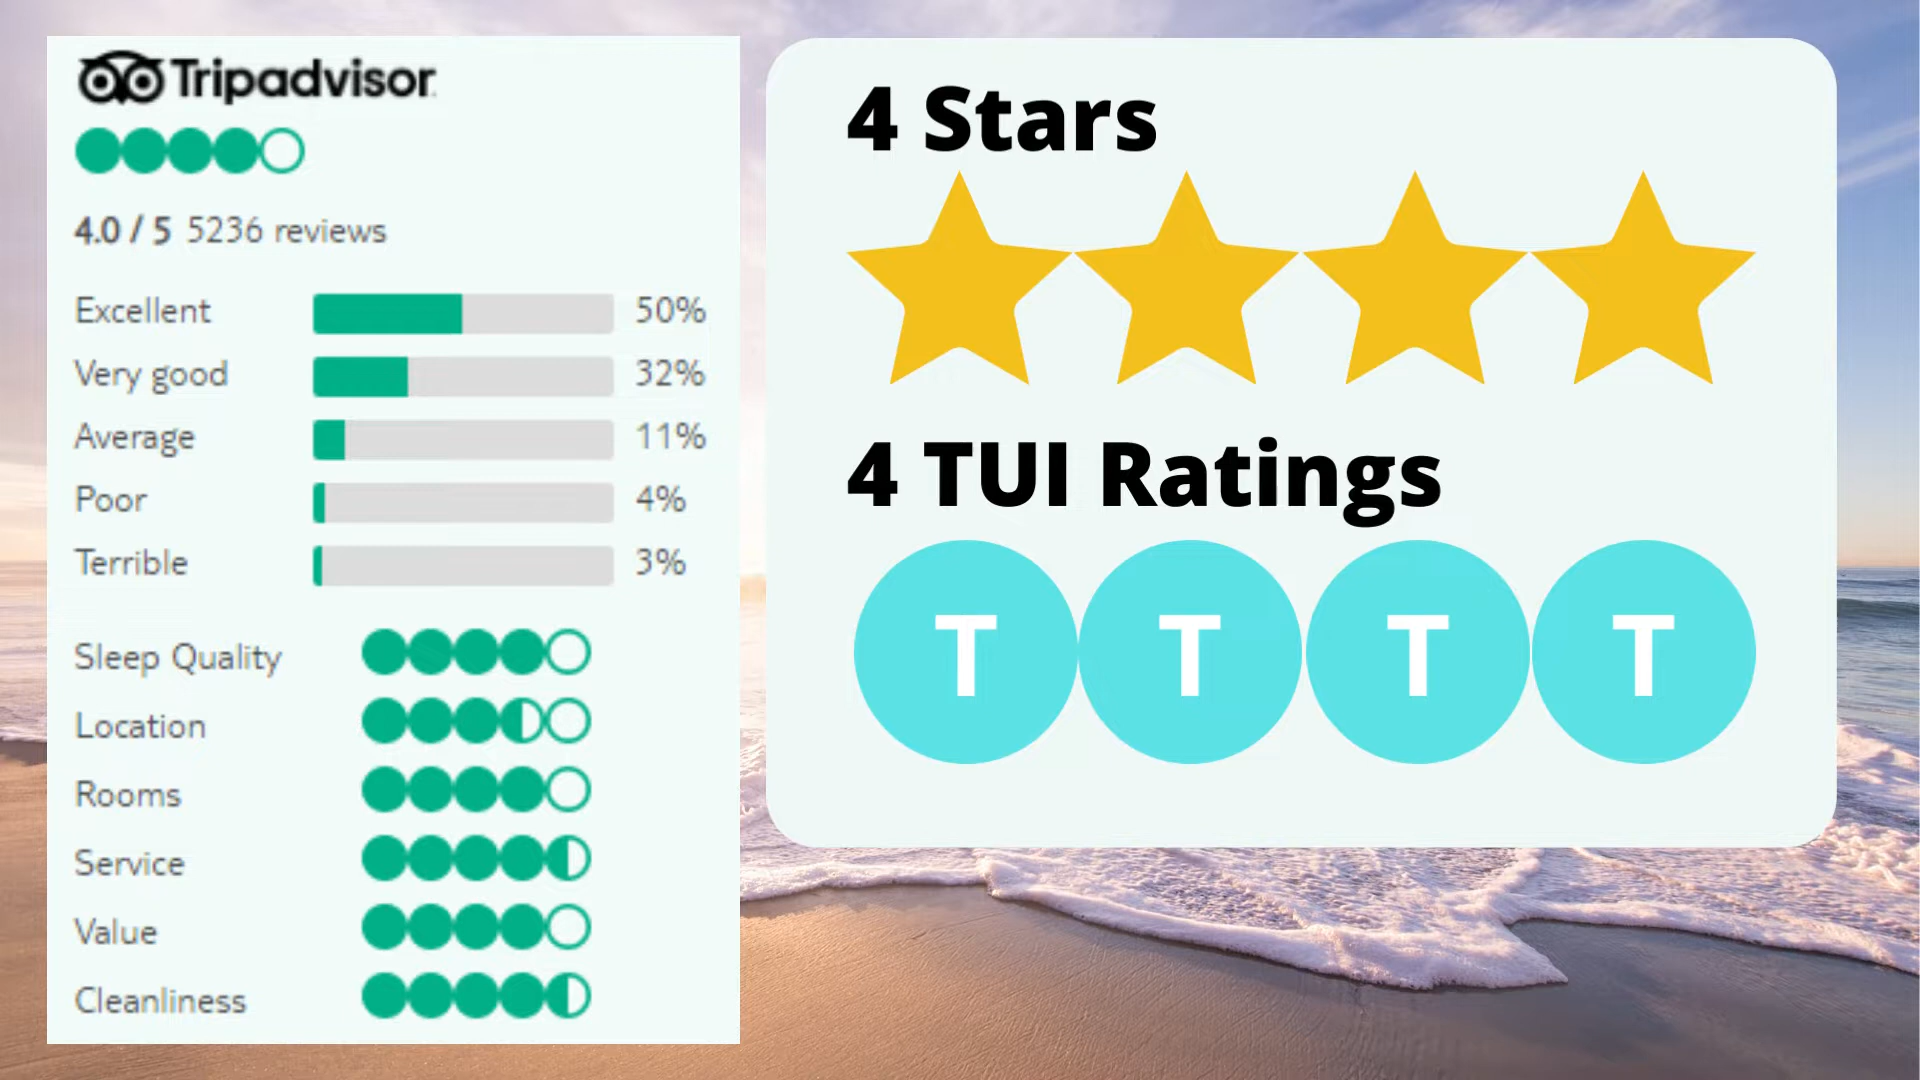 Tripadvisor
4.0 / 5 5236 reviews
Excellent 50%
Very good 32%
Average 11%
Poor 4%
Terrible 3%
Sleep Quality
Location
Rooms
Service
Value
Cleanliness
4 Stars
4 TUI Ratings
T T T T